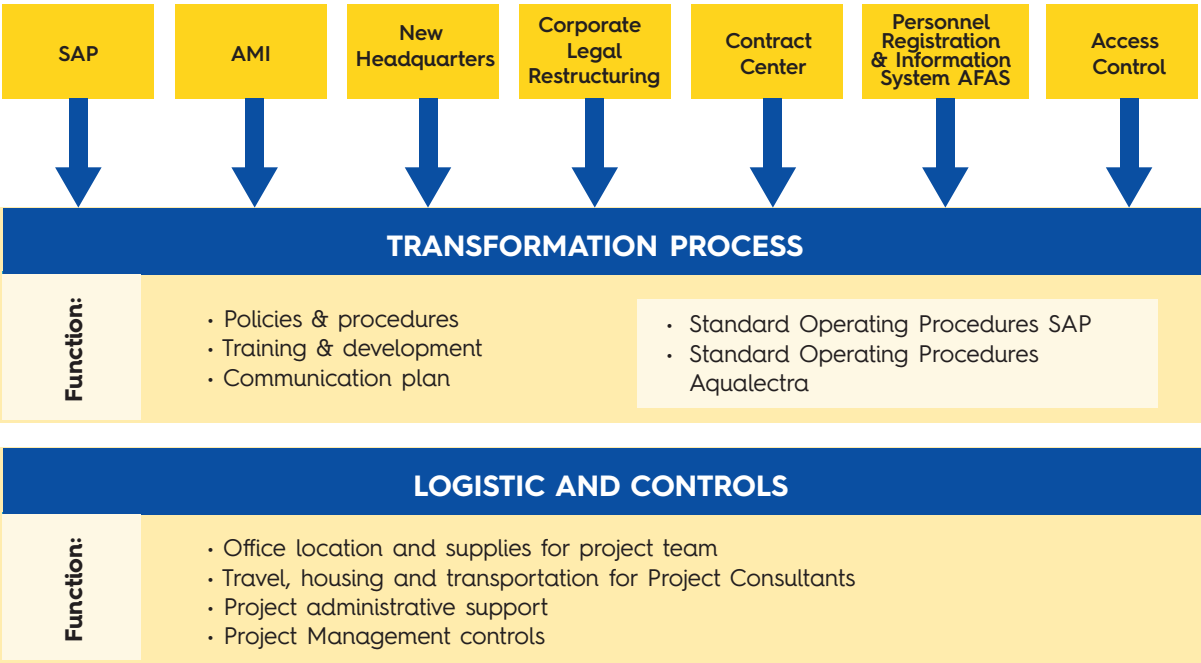 SAP
AMI
New
Headquarters
Corporate
Legal
Restructuring
Contract
Center
Personnel
Registration
& Information
System AFAS
Access
Control
TRANSFORMATION PROCESS
Function:
· Policies & procedures
· Training & development
· Communication plan
· Standard Operating Procedures SAP
· Standard Operating Procedures
Aqualectra
LOGISTIC AND CONTROLS
Function:
· Office location and supplies for project team
· Travel, housing and transportation for Project Consultants
· Project administrative support
· Project Management controls